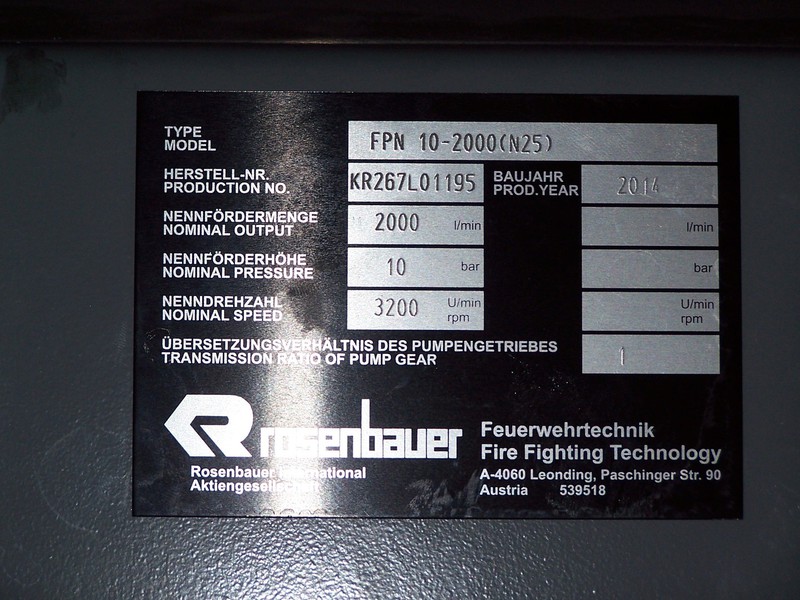 TYPE
MODEL
FPN 10-2000(N25)
HERSTELL-NR.
PRODUCTION NO.
KR267L01195
BAUJAHR
PROD.YEAR
2014
NENNFÖRDERMENGE
NOMINAL OUTPUT
2000 l/min
l/min
NENNFÖRDERHÖHE
NOMINAL PRESSURE
10 bar
bar
NENNDREHZAHL
NOMINAL SPEED
3200 U/min
rpm
U/min
rpm
ÜBERSETZUNGSVERHÄLTNIS DES PUMPENGETRIEBES
TRANSMISSION RATIO OF PUMP GEAR
1
rosenbauer
Rosenbauer International
Aktiengesellschaft
Feuerwehrtechnik
Fire Fighting Technology
A-4060 Leonding, Paschinger Str. 90
Austria 539518